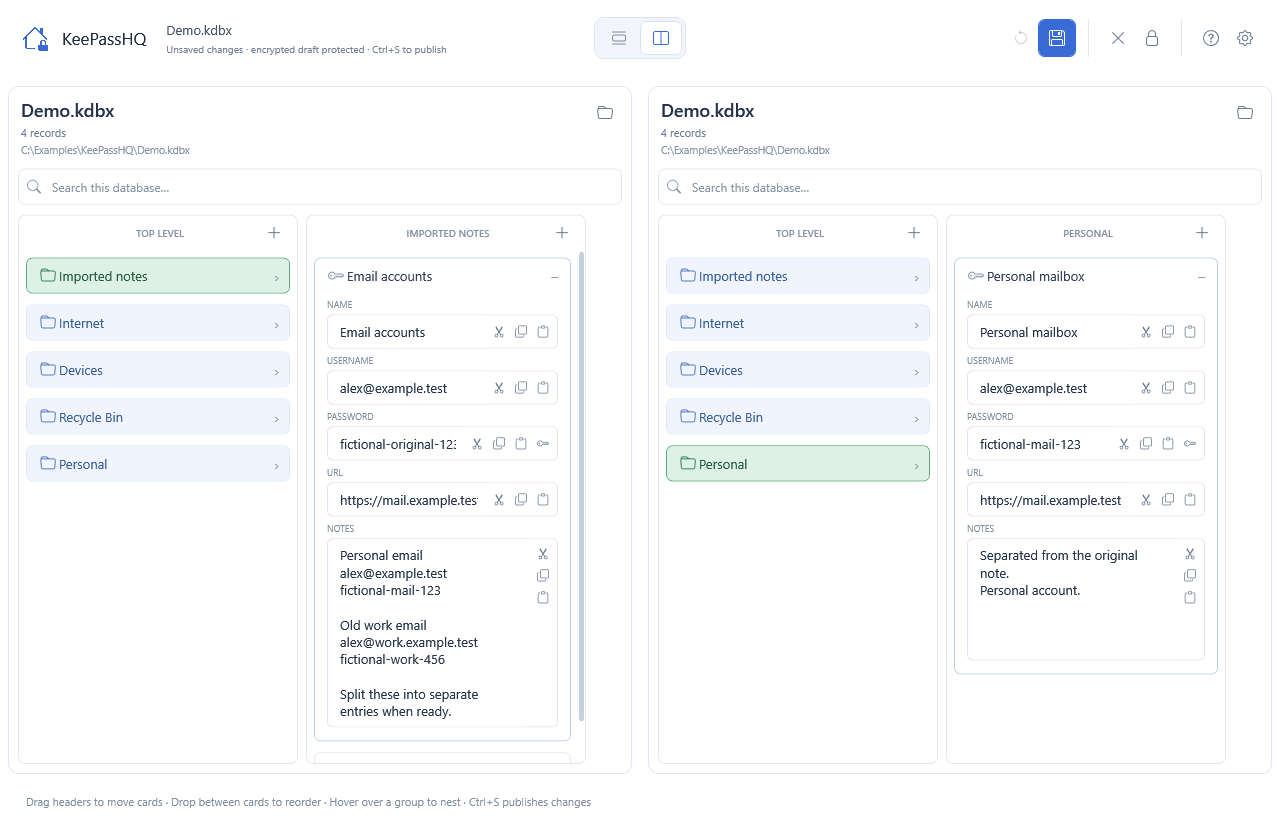 KeePassHQ
Demo.kdbx
Unsaved changes · encrypted draft protected · Ctrl+S to publish
Demo.kdbx
4 records
C:\Examples\KeePassHQ\Demo.kdbx
Search this database...
TOP LEVEL
Imported notes
Internet
Devices
Recycle Bin
Personal
IMPORTED NOTES
Email accounts
NAME
Email accounts
USERNAME
alex@example.test
PASSWORD
fictional-original-123
URL
https://mail.example.test
NOTES
Personal email
alex@example.test
fictional-mail-123
Old work email
alex@work.example.test
fictional-work-456
Split these into separate
entries when ready.
Demo.kdbx
4 records
C:\Examples\KeePassHQ\Demo.kdbx
Search this database...
TOP LEVEL
Imported notes
Internet
Devices
Recycle Bin
Personal
PERSONAL
Personal mailbox
NAME
Personal mailbox
USERNAME
alex@example.test
PASSWORD
fictional-mail-123
URL
https://mail.example.test
NOTES
Separated from the original
note.
Personal account.
Drag headers to move cards · Drop between cards to reorder · Hover over a group to nest · Ctrl+S publishes changes